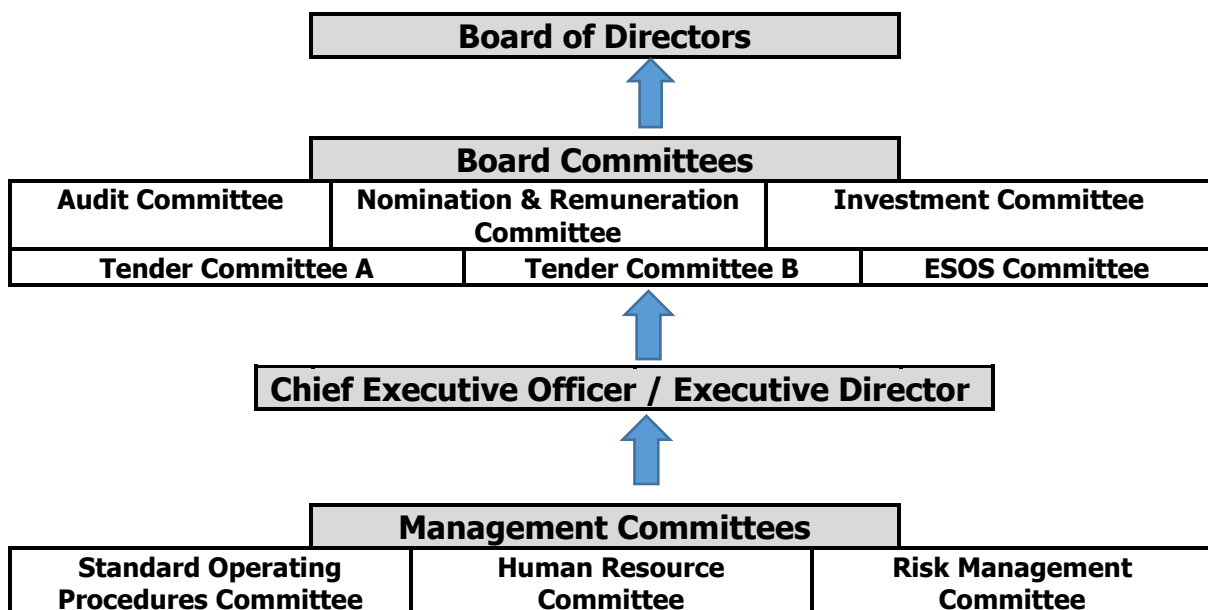 Board of Directors
Board Committees
Audit Committee
Nomination & Remuneration
Committee
Investment Committee
Tender Committee A
Tender Committee B
ESOS Committee
Chief Executive Officer / Executive Director
Management Committees
Standard Operating
Procedures Committee
Human Resource
Committee
Risk Management
Committee